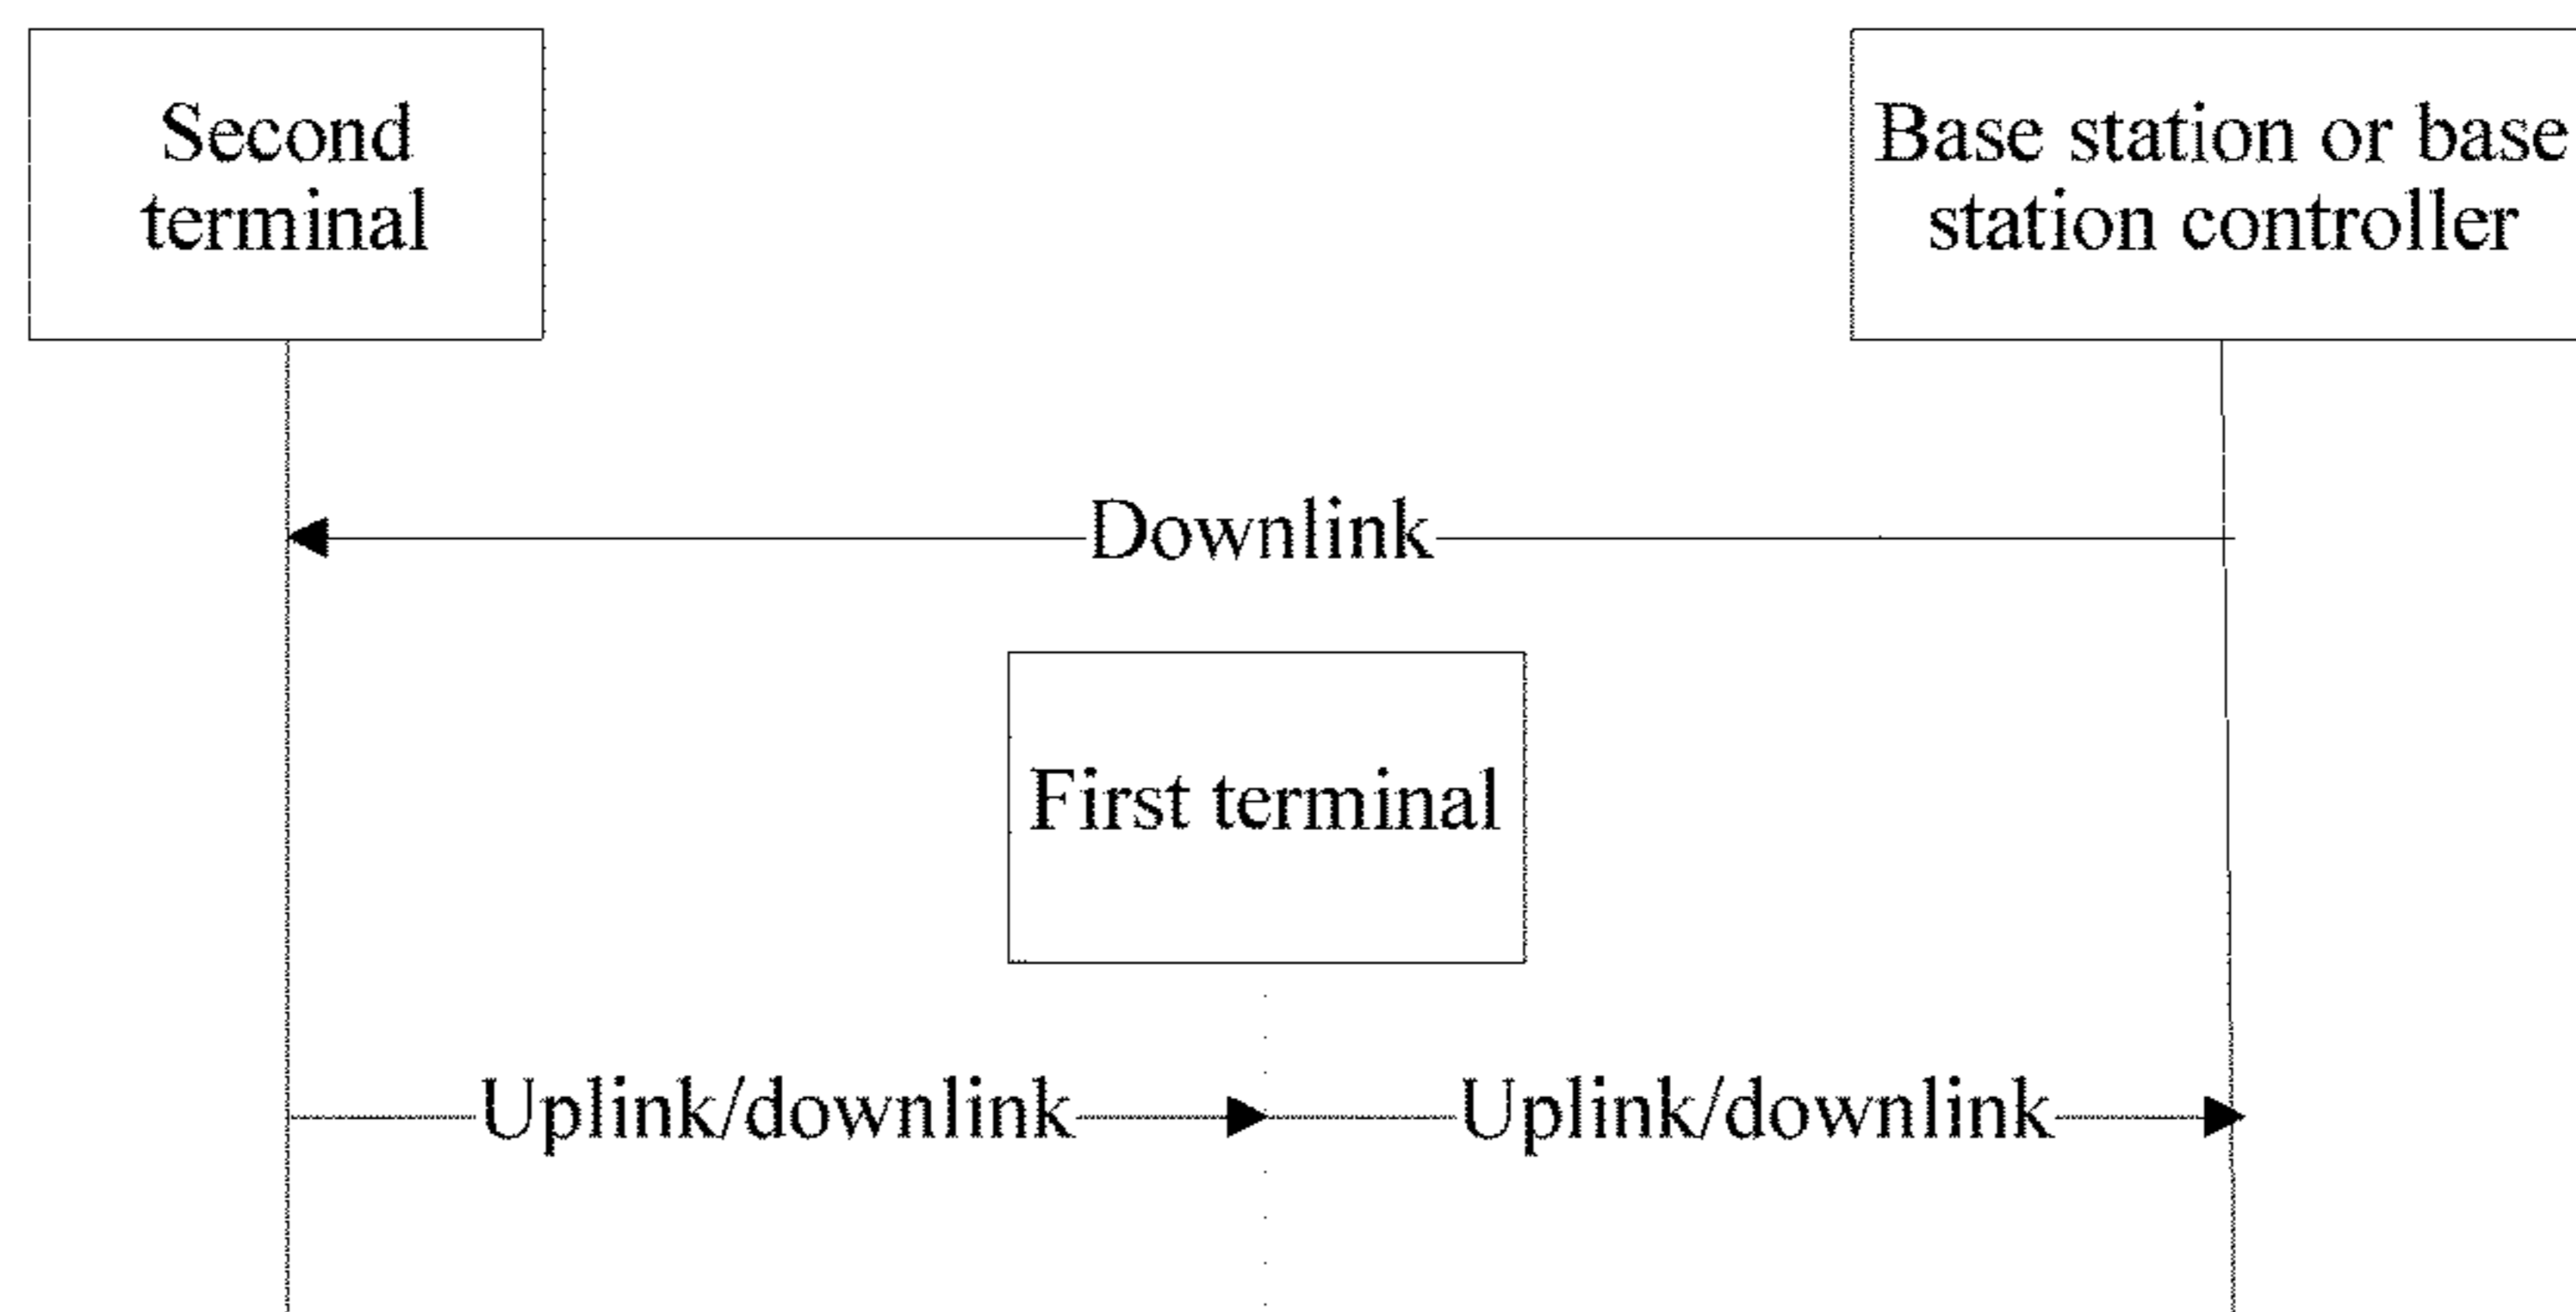 Second
terminal
Base station or base
station controller
Downlink
First terminal
Uplink/downlink
Uplink/downlink